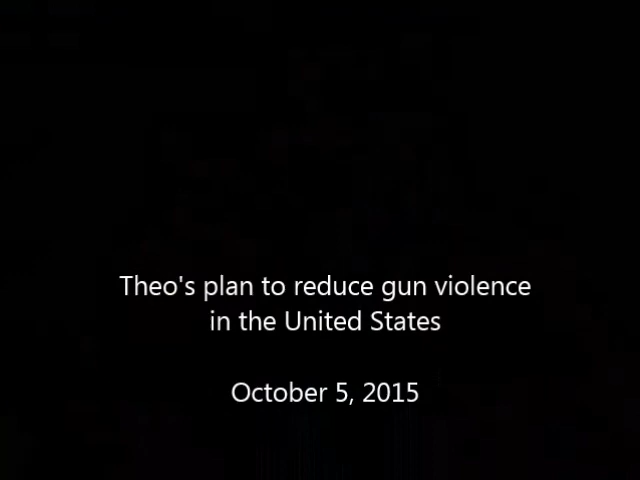 Theo's plan to reduce gun violence
in the United States
October 5, 2015